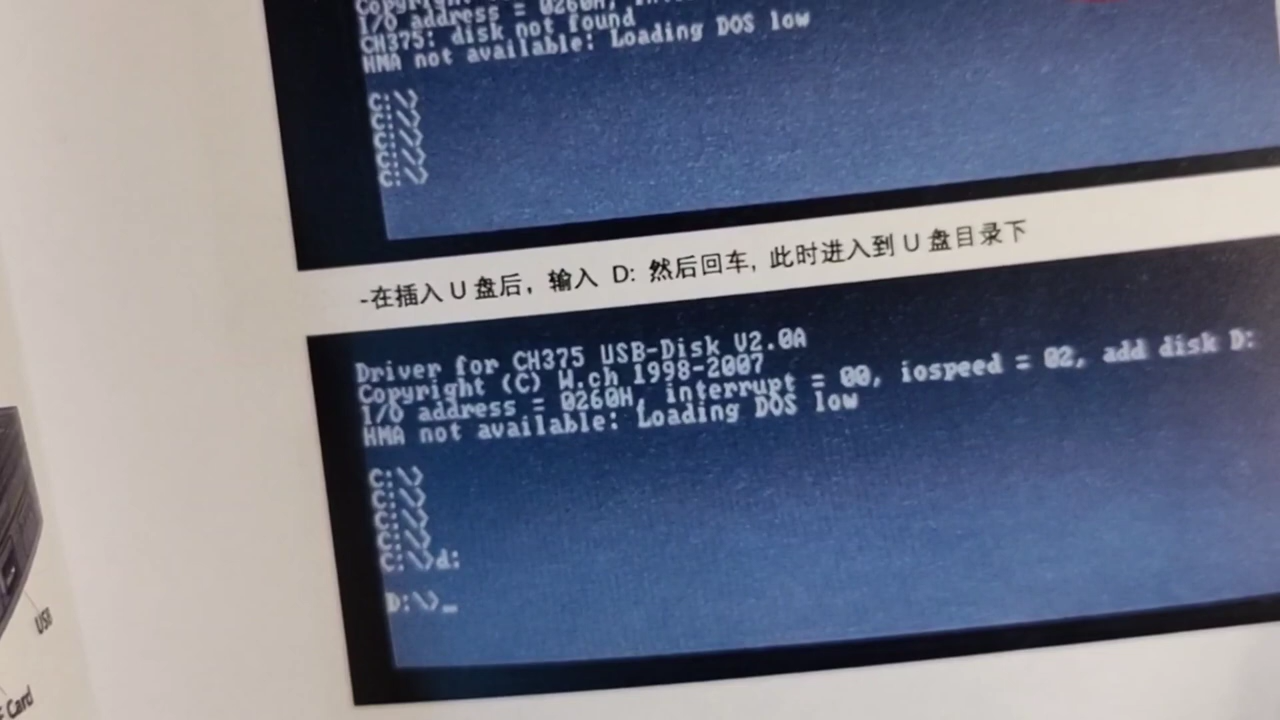 I/O address = 0260H,
CH375: disk not found
HMA not available: Loading DOS low
C:\>
C:\>
C:\>
C:\>
C:\>
-在插入 U 盘后，输入 D: 然后回车, 此时进入到 U 盘目录下
Driver for CH375 USB-Disk V2.0A
Copyright (C) W.ch 1998-2007
I/O address = 0260H, interrupt = 00, iospeed = 02, add disk D:
HMA not available: Loading DOS low
C:\>
C:\>
C:\>
C:\>
C:\>d:
D:\>_
USB
Card